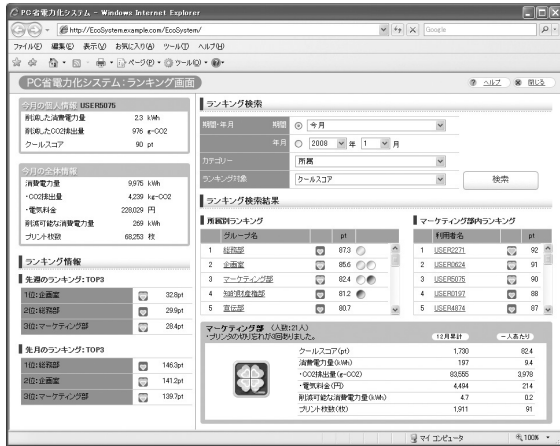 PC省電力化システム - Windows Internet Explorer
http://EcoSystem.example.com/EcoSystem/
Google
ファイル(F) 編集(E) 表示(V) お気に入り(A) ツール(T) ヘルプ(H)
ページ(P) ツール(O)
PC省電力化システム：ランキング画面
ヘルプ 閉じる
今月の個人情報 USER5075
削減した消費電力量 23 kWh
削減したCO2排出量 976 g-CO2
クールスコア 90 pt
今月の全体情報
消費電力量 9,975 kWh
・CO2排出量 4,239 kg-CO2
・電気料金 228,029 円
削減可能な消費電力量 269 kWh
プリント枚数 68,253 枚
ランキング情報
先週のランキング：TOP3
1位：企画室 32.8pt
2位：総務部 29.9pt
3位：マーケティング部 28.4pt
先月のランキング：TOP3
1位：総務部 146.3pt
2位：企画室 141.2pt
3位：マーケティング部 139.7pt
ランキング検索
期間・年月 期間 今月
年月 2008 年 1 月
カテゴリー 所属
ランキング対象 クールスコア 検索
ランキング検索結果
所属別ランキング
グループ名 pt
1 総務部 87.3
2 企画室 85.6
3 マーケティング部 82.4
4 知的財産権部 81.2
5 宣伝部 80.7
マーケティング部内ランキング
利用者名 pt
1 USER2271 92
2 USER0624 91
3 USER5075 90
4 USER0197 88
5 USER4874 87
マーケティング部 （人数：21人）
・プリンタの切り忘れが3回ありました。
12月累計 一人あたり
クールスコア(pt) 1,730 82.4
消費電力量(kWh) 197 9.4
・CO2排出量(g-CO2) 83,555 3,978
・電気料金(円) 4,494 214
削減可能な消費電力量(kWh) 4.7 0.2
プリント枚数(枚) 1,911 91
マイ コンピュータ 100%